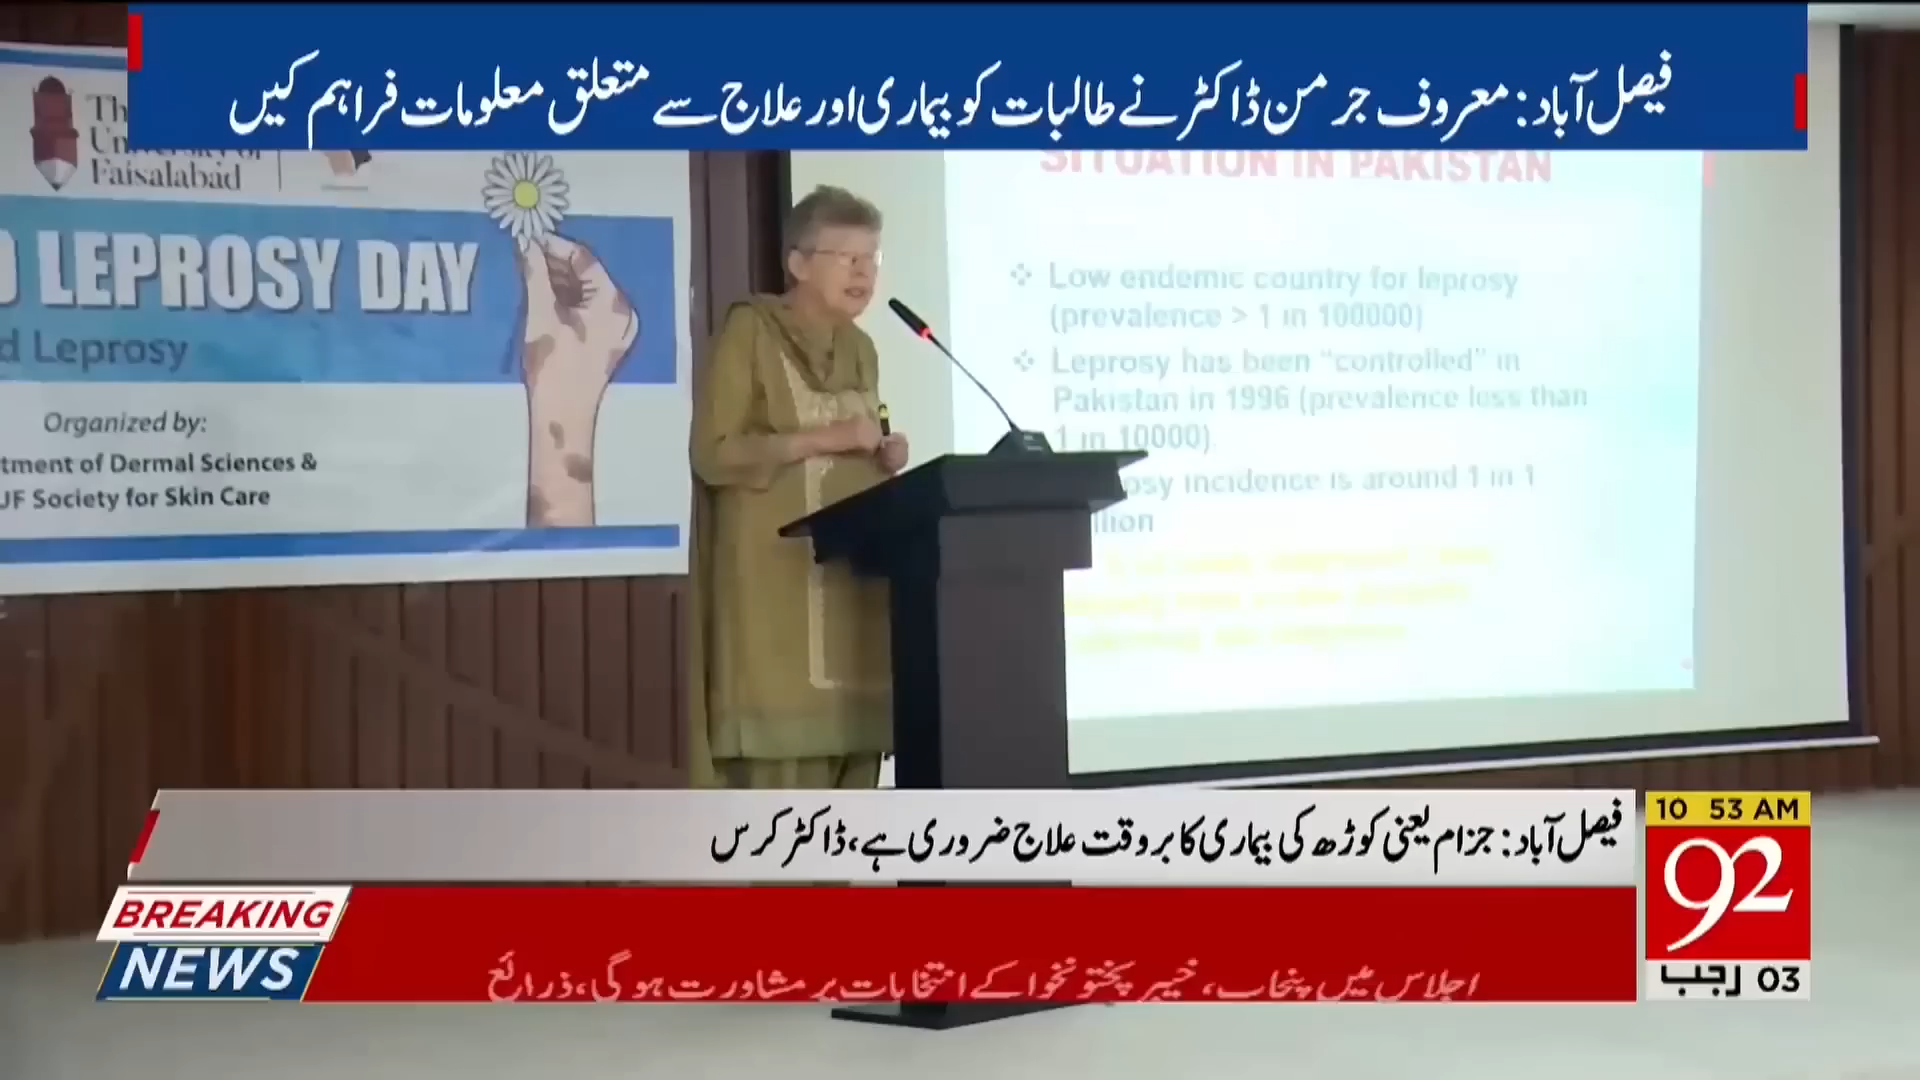 فیصل آباد: معروف جرمن ڈاکٹر نے طالبات کو بیماری اور علاج سے متعلق معلومات فراہم کیں
The
University of
Faisalabad
LEPROSY DAY
d Leprosy
Organized by:
tment of Dermal Sciences &
UF Society for Skin Care
SITUATION IN PAKISTAN
❖ Low endemic country for leprosy
(prevalence > 1 in 100000)
❖ Leprosy has been “controlled” in
Pakistan in 1996 (prevalence less than
1 in 10000).
osy incidence is around 1 in 1
illion
فیصل آباد: جزام یعنی کوڑھ کی بیماری کا بروقت علاج ضروری ہے، ڈاکٹر کرس
10 53 AM
92
BREAKING
NEWS
اجلاس میں پنجاب، خیبر پختونخوا کے انتخابات پر مشاورت ہو گی، ذرائع
03 رجب